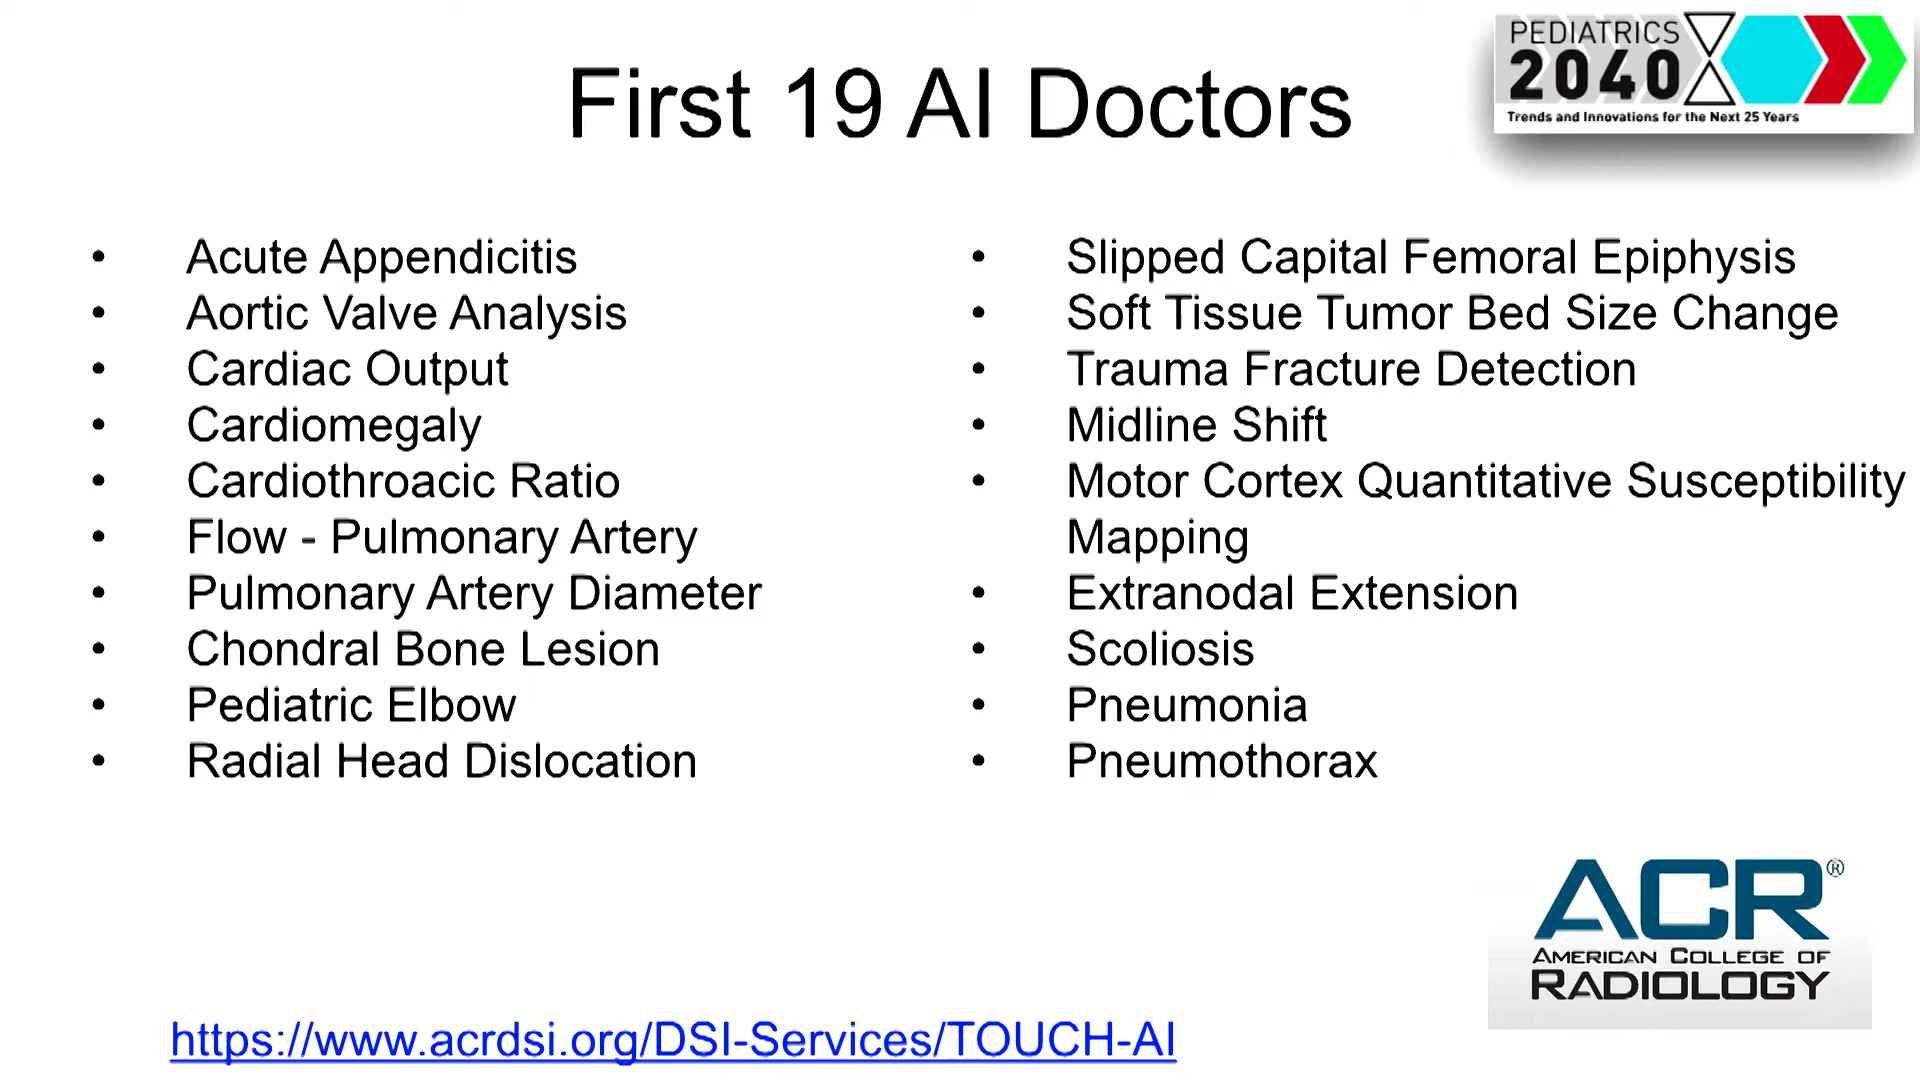 PEDIATRICS
2040
Trends and Innovations for the Next 25 Years
First 19 AI Doctors
• Acute Appendicitis
• Aortic Valve Analysis
• Cardiac Output
• Cardiomegaly
• Cardiothroacic Ratio
• Flow - Pulmonary Artery
• Pulmonary Artery Diameter
• Chondral Bone Lesion
• Pediatric Elbow
• Radial Head Dislocation
• Slipped Capital Femoral Epiphysis
• Soft Tissue Tumor Bed Size Change
• Trauma Fracture Detection
• Midline Shift
• Motor Cortex Quantitative Susceptibility
Mapping
• Extranodal Extension
• Scoliosis
• Pneumonia
• Pneumothorax
ACR®
AMERICAN COLLEGE OF
RADIOLOGY
https://www.acrdsi.org/DSI-Services/TOUCH-AI